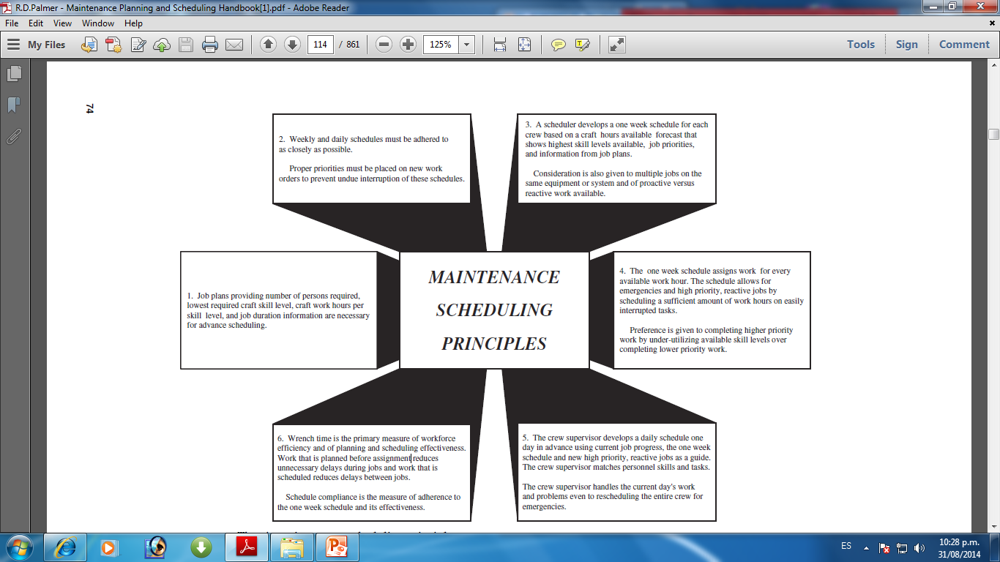 R.D.Palmer - Maintenance Planning and Scheduling Handbook[1].pdf - Adobe Reader
File Edit View Window Help
My Files 114 / 861 125% Tools Sign Comment
74
2. Weekly and daily schedules must be adhered to
as closely as possible.
Proper priorities must be placed on new work
orders to prevent undue interruption of these schedules.
3. A scheduler develops a one week schedule for each
crew based on a craft hours available forecast that
shows highest skill levels available, job priorities,
and information from job plans.
Consideration is also given to multiple jobs on the
same equipment or system and of proactive versus
reactive work available.
1. Job plans providing number of persons required,
lowest required craft skill level, craft work hours per
skill level, and job duration information are necessary
for advance scheduling.
MAINTENANCE
SCHEDULING
PRINCIPLES
4. The one week schedule assigns work for every
available work hour. The schedule allows for
emergencies and high priority, reactive jobs by
scheduling a sufficient amount of work hours on easily
interrupted tasks.
Preference is given to completing higher priority
work by under-utilizing available skill levels over
completing lower priority work.
6. Wrench time is the primary measure of workforce
efficiency and of planning and scheduling effectiveness.
Work that is planned before assignment reduces
unnecessary delays during jobs and work that is
scheduled reduces delays between jobs.
Schedule compliance is the measure of adherence to
the one week schedule and its effectiveness.
5. The crew supervisor develops a daily schedule one
day in advance using current job progress, the one week
schedule and new high priority, reactive jobs as a guide.
The crew supervisor matches personnel skills and tasks.
The crew supervisor handles the current day's work
and problems even to rescheduling the entire crew for
emergencies.
ES
10:28 p.m.
31/08/2014